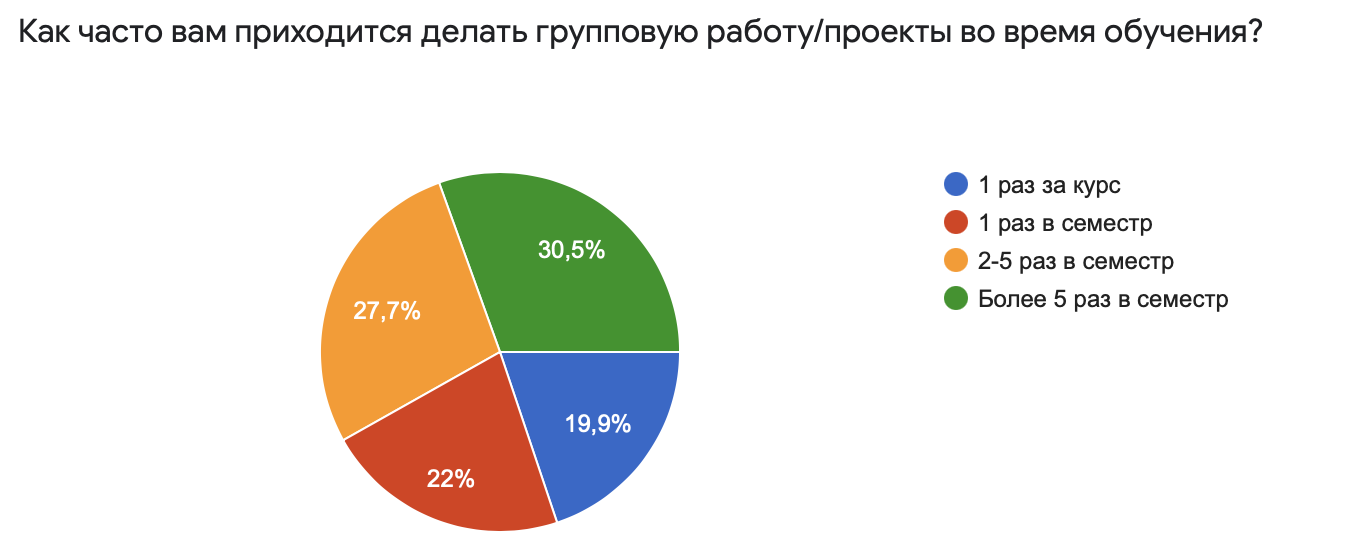 Как часто вам приходится делать групповую работу/проекты во время обучения?
1 раз за курс
1 раз в семестр
2-5 раз в семестр
Более 5 раз в семестр
30,5%
27,7%
19,9%
22%